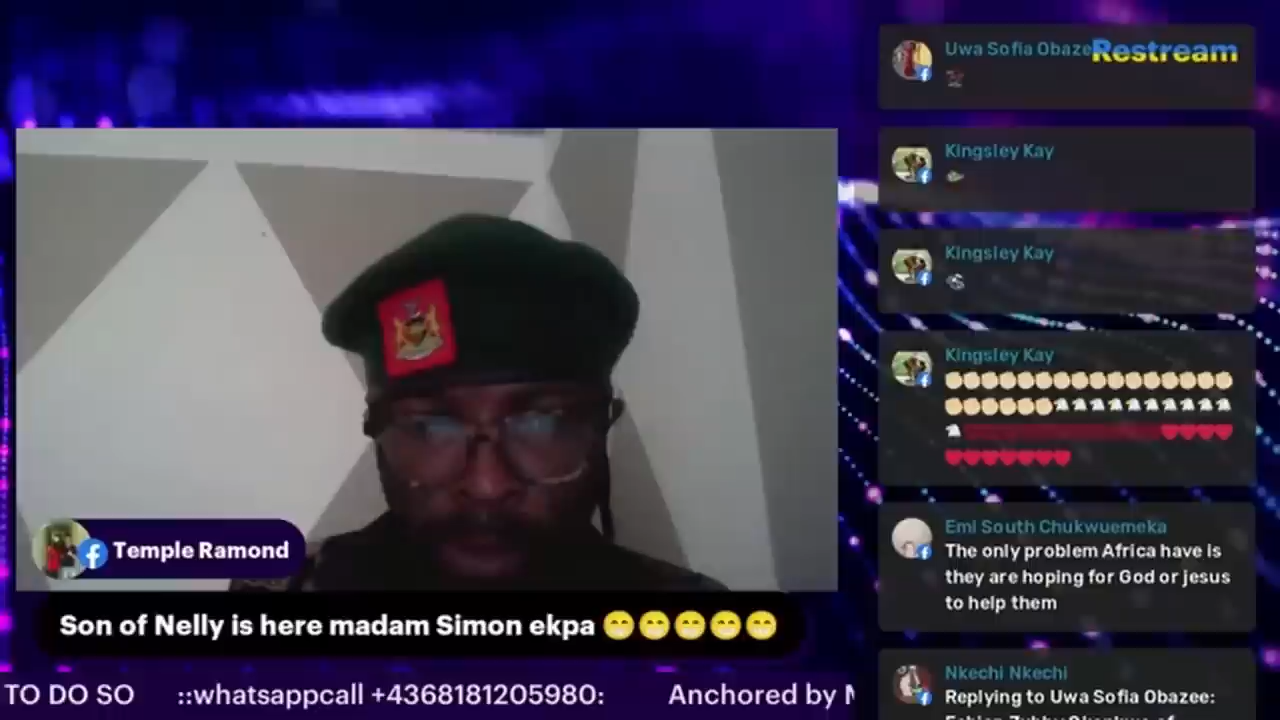 Uwa Sofia Obaze
Restream
Kingsley Kay
Kingsley Kay
Kingsley Kay
Emi South Chukwuemeka
The only problem Africa have is
they are hoping for God or jesus
to help them
Nkechi Nkechi
Replying to Uwa Sofia Obazee:
Temple Ramond
Son of Nelly is here madam Simon ekpa 😁😁😁😁😁
TO DO SO ::whatsappcall +4368181205980: Anchored by